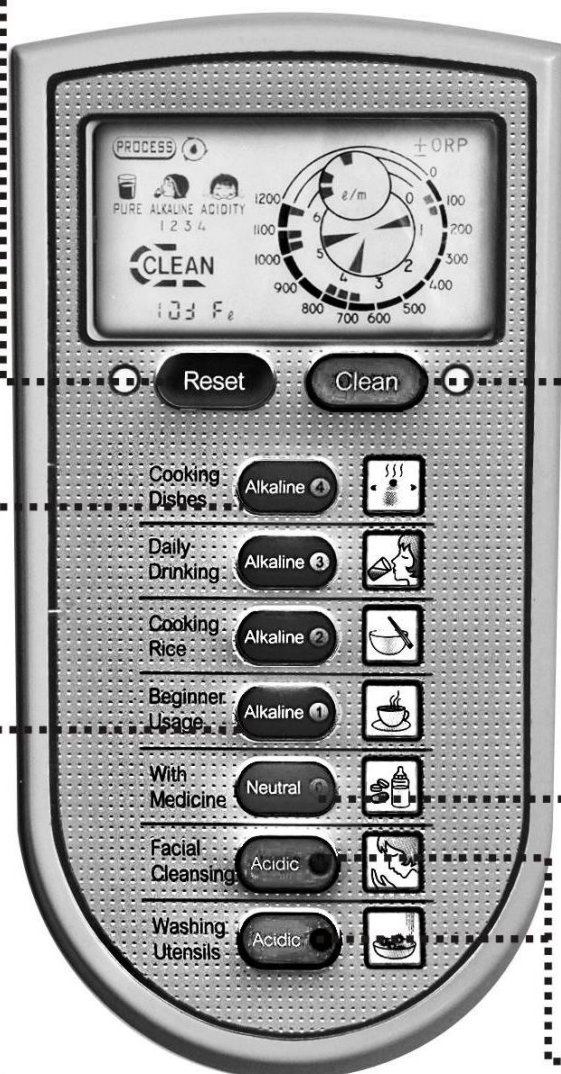 PROCESS
±ORP
PURE ALKALINE ACIDITY
1 2 3 4
CLEAN
ℓ/m
0 1 2 3 4 5 6
0 100 200 300 400 500 600 700 800 900 1000 1100 1200
Reset
Clean
Cooking
Dishes
Alkaline 4
Daily
Drinking
Alkaline 3
Cooking
Rice
Alkaline 2
Beginner
Usage
Alkaline 1
With
Medicine
Neutral
Facial
Cleansing
Acidic
Washing
Utensils
Acidic